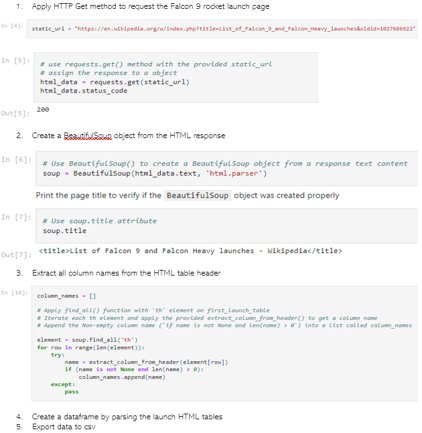 1. Apply HTTP Get method to request the Falcon 9 rocket launch page
static_url = "https://en.wikipedia.org/w/index.php?title=List_of_Falcon_9_and_Falcon_Heavy_launches&oldid=1027686922"
In [5]:
# use requests.get() method with the provided static_url
# assign the response to a object
html_data = requests.get(static_url)
html_data.status_code
Out[5]: 200
2. Create a BeautifulSoup object from the HTML response
In [6]:
# Use BeautifulSoup() to create a BeautifulSoup object from a response text content
soup = BeautifulSoup(html_data.text, 'html.parser')
Print the page title to verify if the BeautifulSoup object was created properly
In [7]:
# Use soup.title attribute
soup.title
Out[7]: <title>List of Falcon 9 and Falcon Heavy launches - Wikipedia</title>
3. Extract all column names from the HTML table header
In [10]:
column_names = []
# Apply find_all() function with `th` element on first_launch_table
# Iterate each th element and apply the provided extract_column_from_header() to get a column name
# Append the Non-empty column name (`if name is not None and len(name) > 0`) into a list called column_names
element = soup.find_all('th')
for row in range(len(element)):
try:
name = extract_column_from_header(element[row])
if (name is not None and len(name) > 0):
column_names.append(name)
except:
pass
4. Create a dataframe by parsing the launch HTML tables
5. Export data to csv